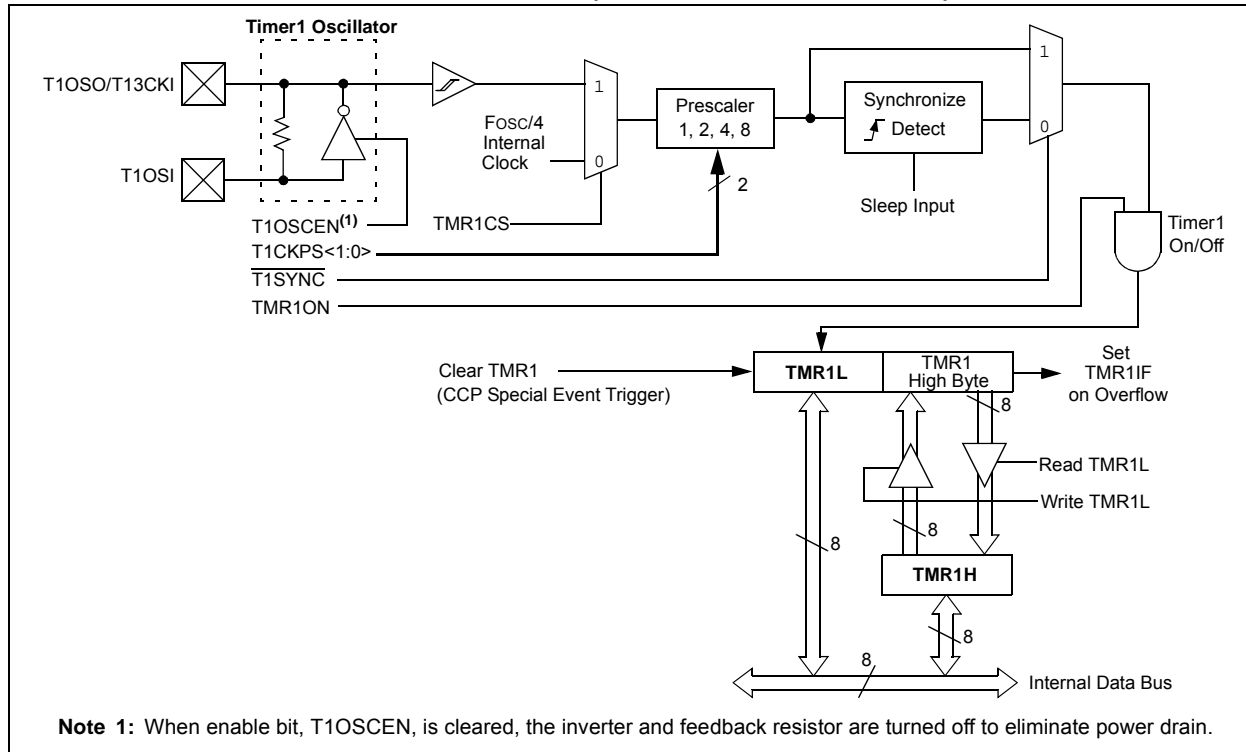 Timer1 Oscillator
T1OSO/T13CKI
T1OSI
1
FOSC/4
Internal
Clock
0
Prescaler
1, 2, 4, 8
2
Synchronize
Detect
Sleep Input
1
0
T1OSCEN(1)
TMR1CS
T1CKPS<1:0>
T1SYNC
TMR1ON
Timer1
On/Off
Clear TMR1
(CCP Special Event Trigger)
TMR1L
TMR1
High Byte
Set
TMR1IF
on Overflow
8
Read TMR1L
Write TMR1L
8
8
TMR1H
8
8
Internal Data Bus
Note 1: When enable bit, T1OSCEN, is cleared, the inverter and feedback resistor are turned off to eliminate power drain.